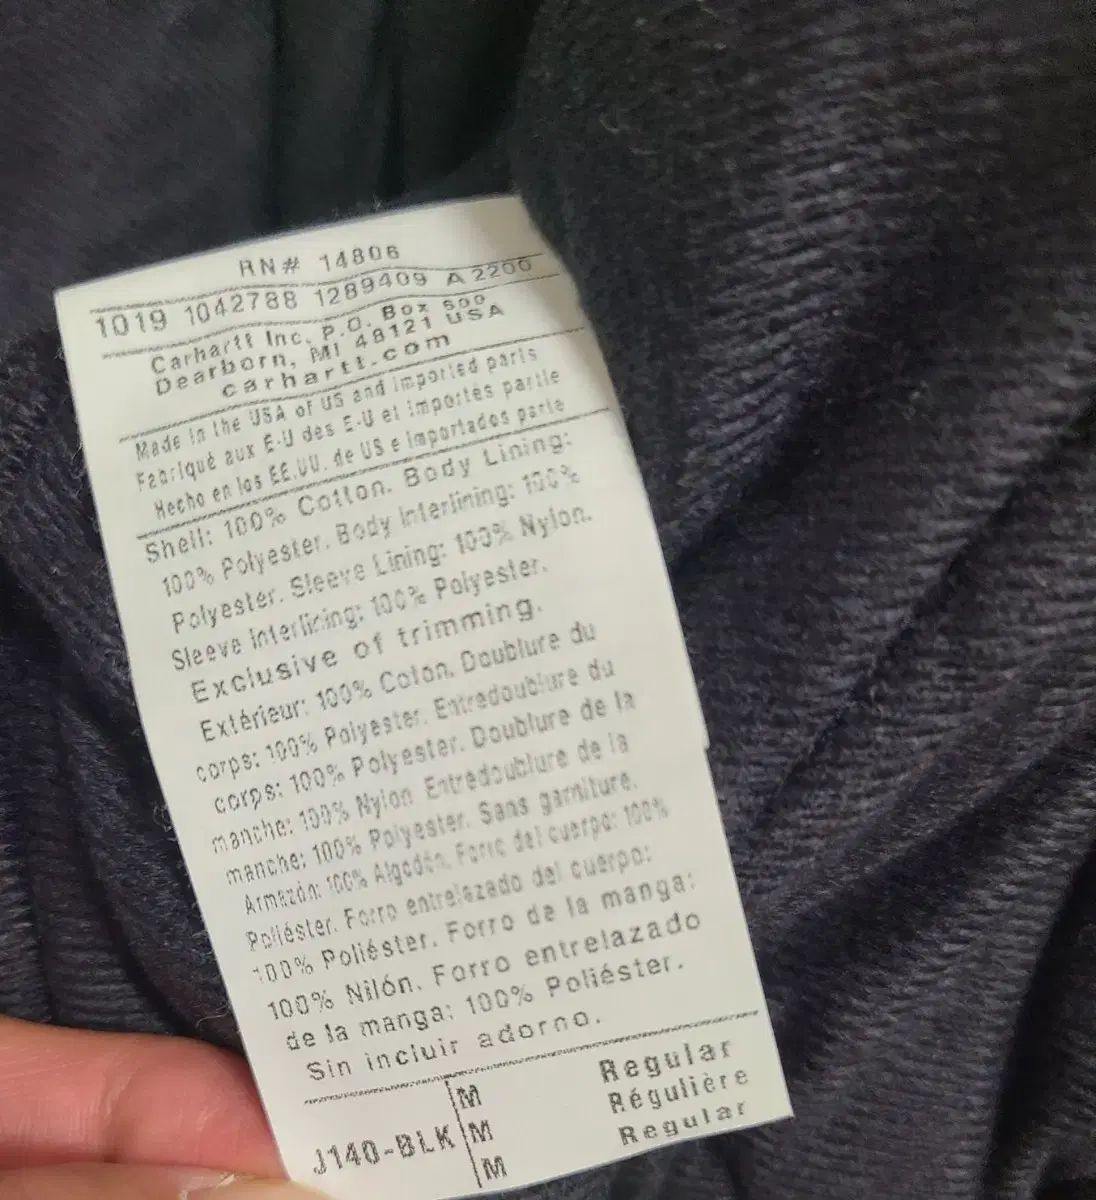 RN# 14806
1019 1042788 1289409 A 2200
Carhartt Inc. P.O. Box 500
Dearborn, MI 48121 USA
carhartt.com
Made in the USA of US and imported parts
Fabriqué aux É-U des É-U et importés partie
Hecho en los EE.UU. de US e importados parte
Shell: 100% Cotton. Body Lining:
100% Polyester. Body Interlining: 100%
Polyester. Sleeve Lining: 100% Nylon.
Sleeve Interlining: 100% Polyester.
Exclusive of trimming.
Extérieur: 100% Coton. Doublure du
corps: 100% Polyester. Entredoublure du
corps: 100% Polyester. Doublure de la
manche: 100% Nylon Entredoublure de la
manche: 100% Polyester. Sans garniture.
Armazón: 100% Algodón. Forro del cuerpo: 100%
Poliéster. Forro entrelazado del cuerpo:
100% Poliéster. Forro de la manga:
100% Nilón. Forro entrelazado
de la manga: 100% Poliéster.
Sin incluir adorno.
M Regular
J140-BLK M Régulière
M Regular